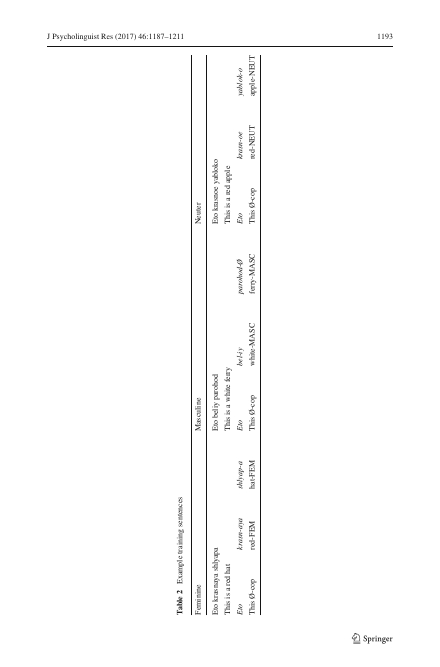 J Psycholinguist Res (2017) 46:1187–1211 1193
Table 2 Example training sentences
Feminine Masculine Neuter
Eto krasnaya shlyapa Eto beliy parohod Eto krasnoe yabloko
This is a red hat This is a white ferry This is a red apple
Eto krasn-aya shlyap-a Eto bel-iy parohod-Ø Eto krasn-oe yablok-o
This Ø-cop red-FEM hat-FEM This Ø-cop white-MASC ferry-MASC This Ø-cop red-NEUT apple-NEUT
Springer